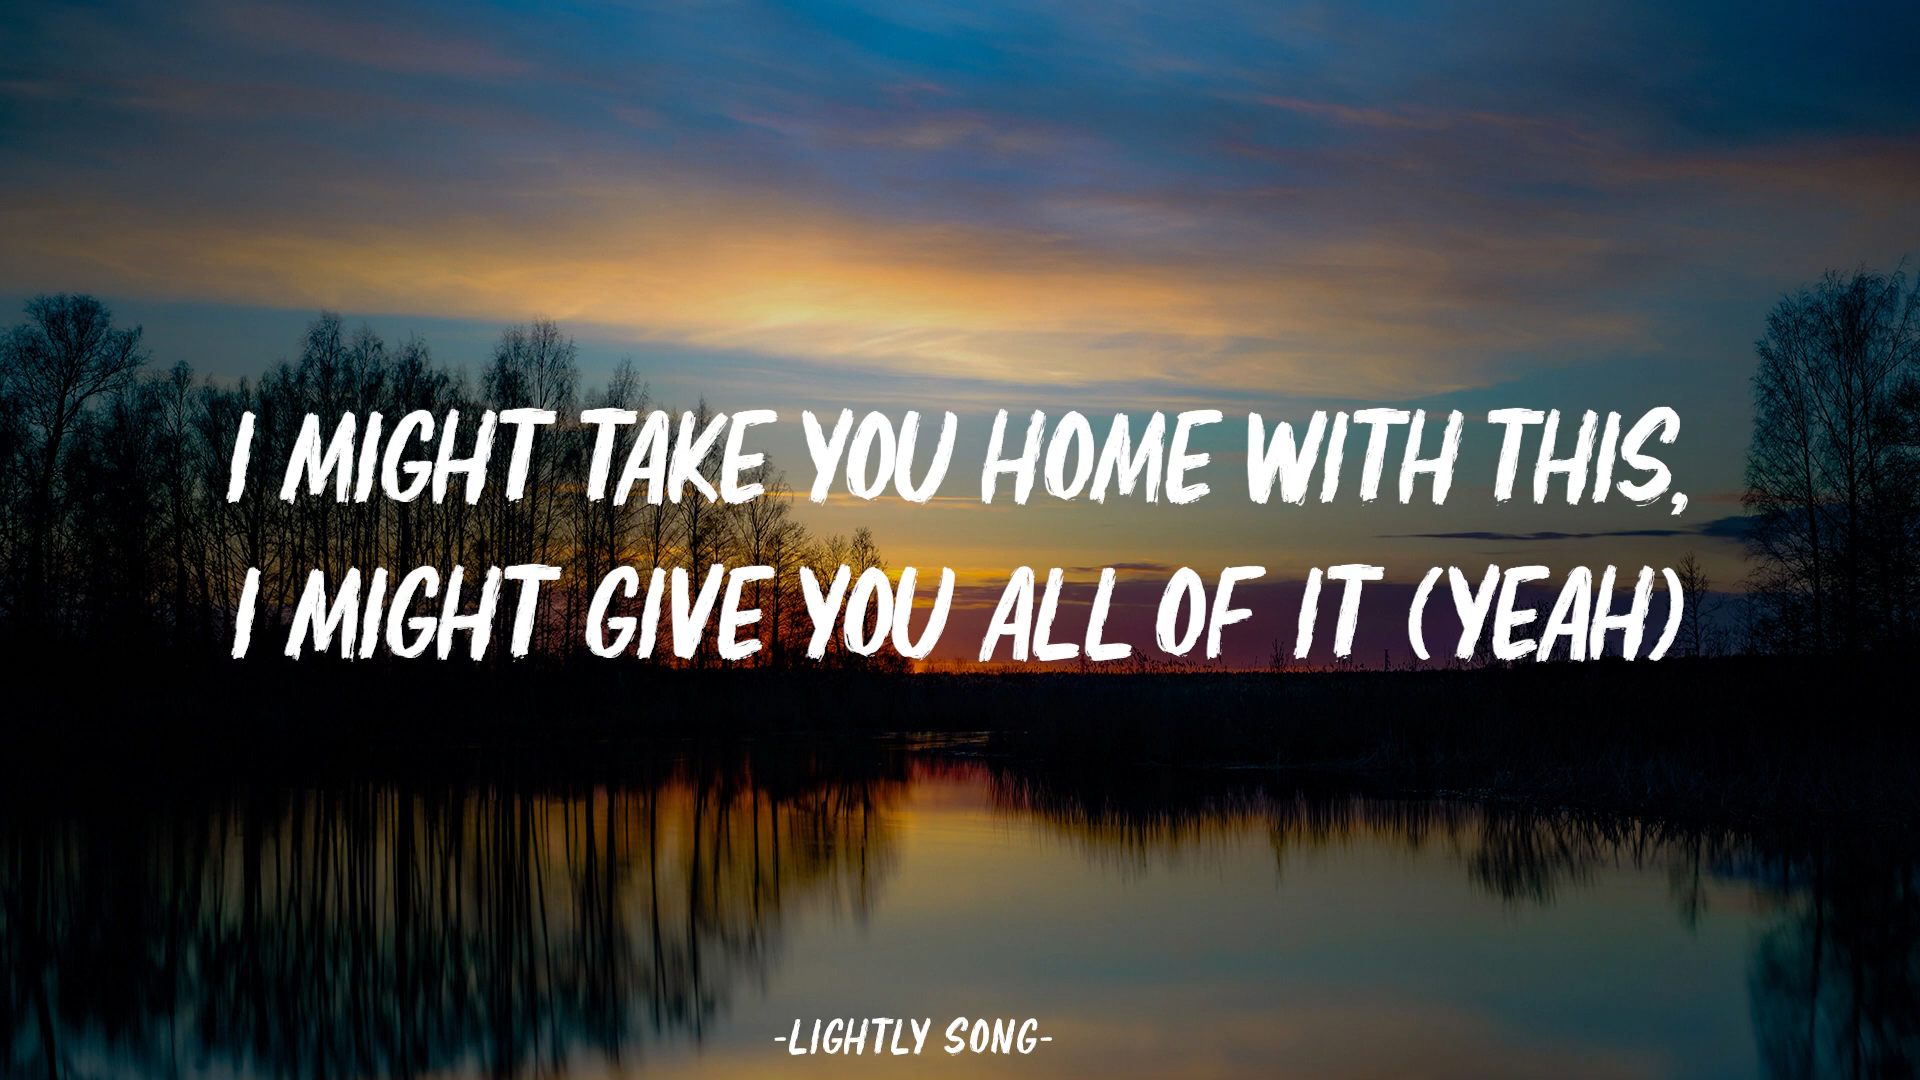 I MIGHT TAKE YOU HOME WITH THIS,
I MIGHT GIVE YOU ALL OF IT (YEAH)
-LIGHTLY SONG-